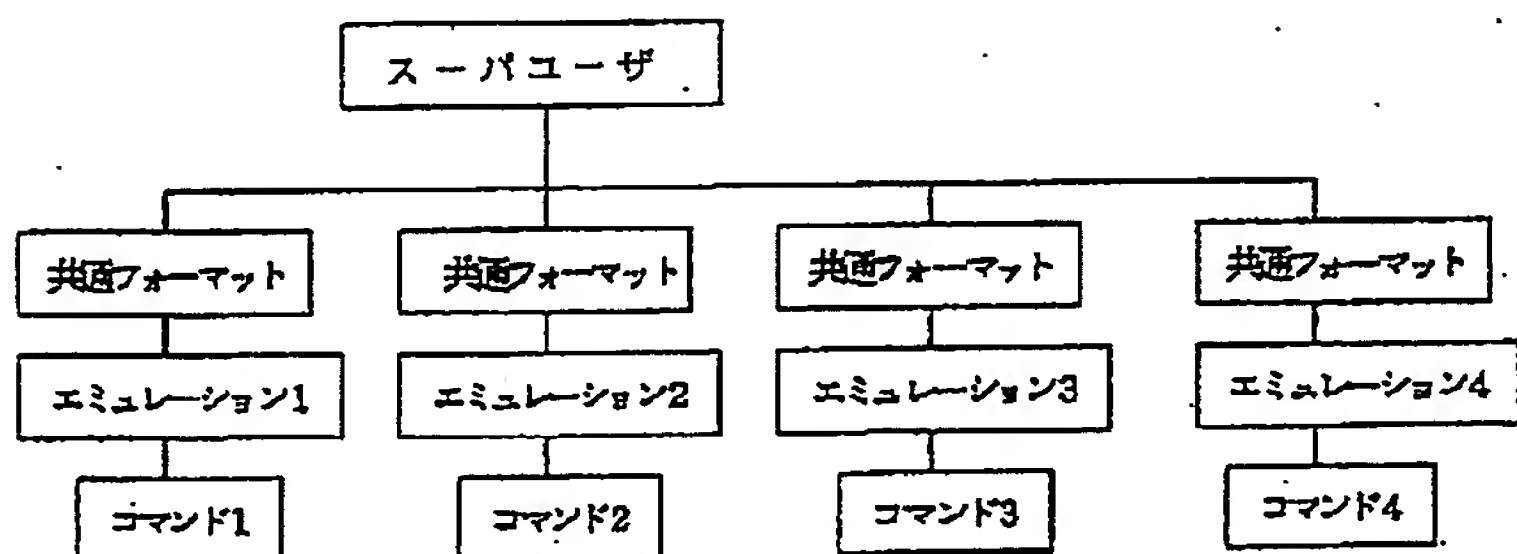 スーパユーザ
共通フォーマット
共通フォーマット
共通フォーマット
共通フォーマット
エミュレーション1
エミュレーション2
エミュレーション3
エミュレーション4
コマンド1
コマンド2
コマンド3
コマンド4